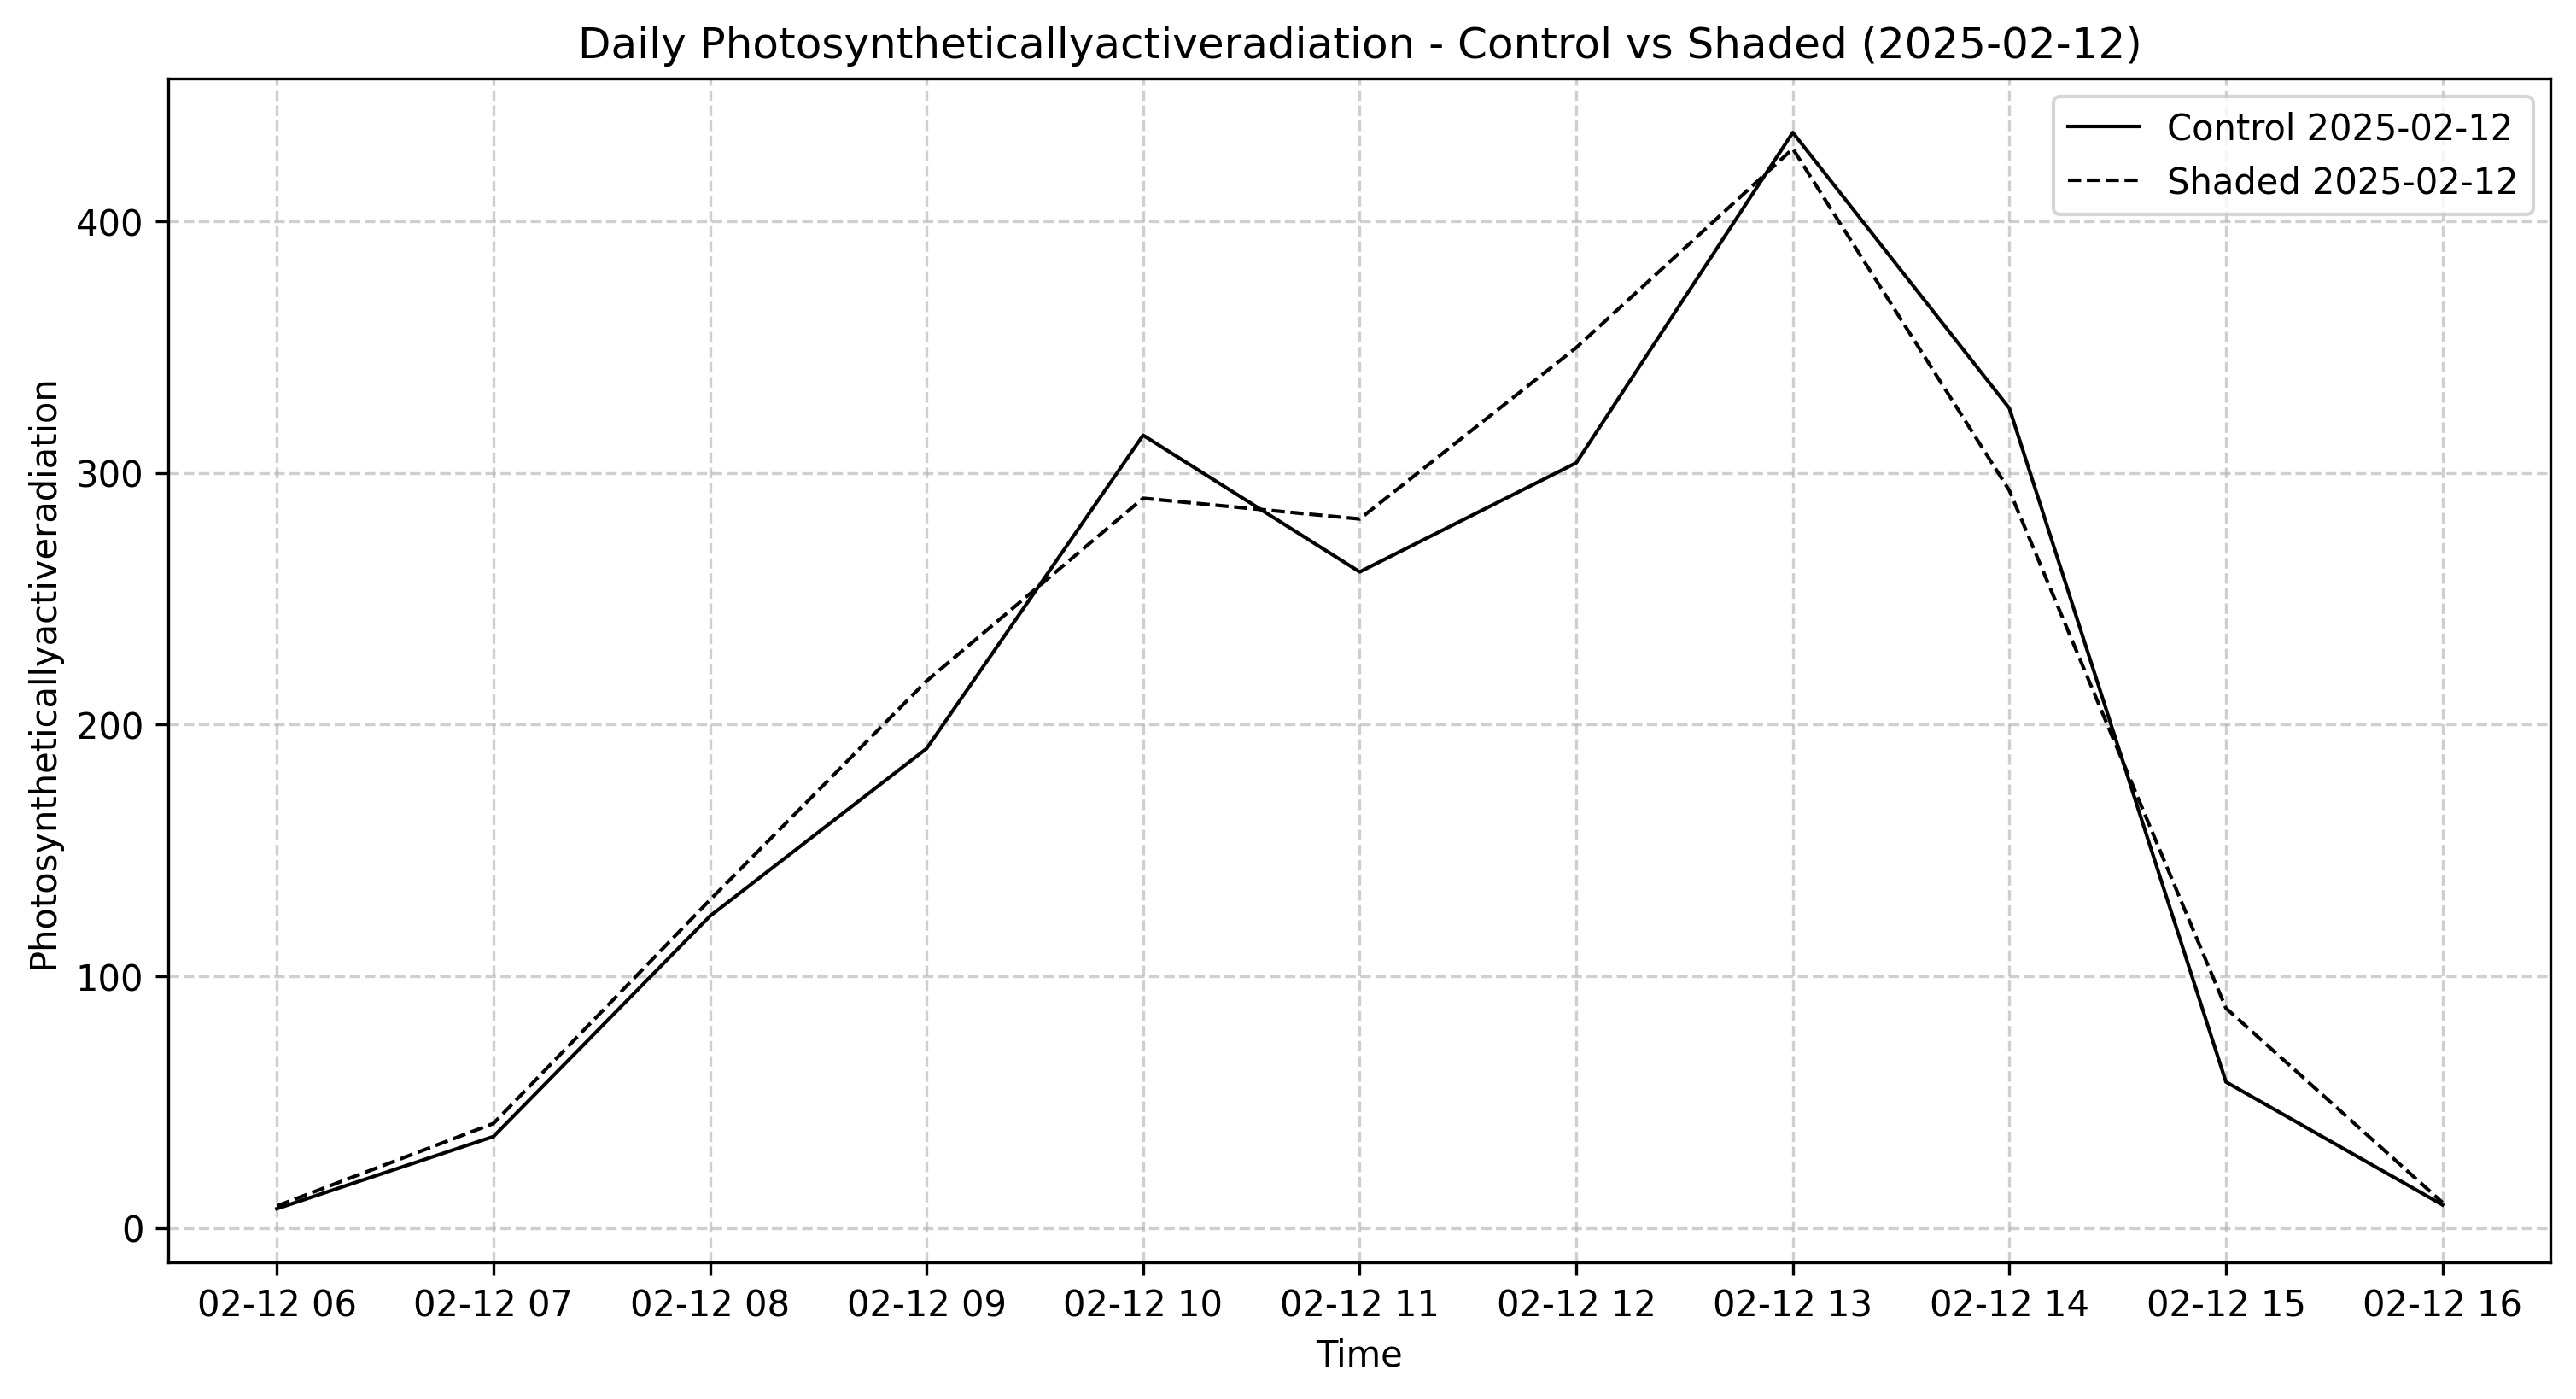 Daily Photosyntheticallyactiveradiation - Control vs Shaded (2025-02-12)
Control 2025-02-12
Shaded 2025-02-12
Photosyntheticallyactiveradiation
400
300
200
100
0
02-12 06 02-12 07 02-12 08 02-12 09 02-12 10 02-12 11 02-12 12 02-12 13 02-12 14 02-12 15 02-12 16
Time